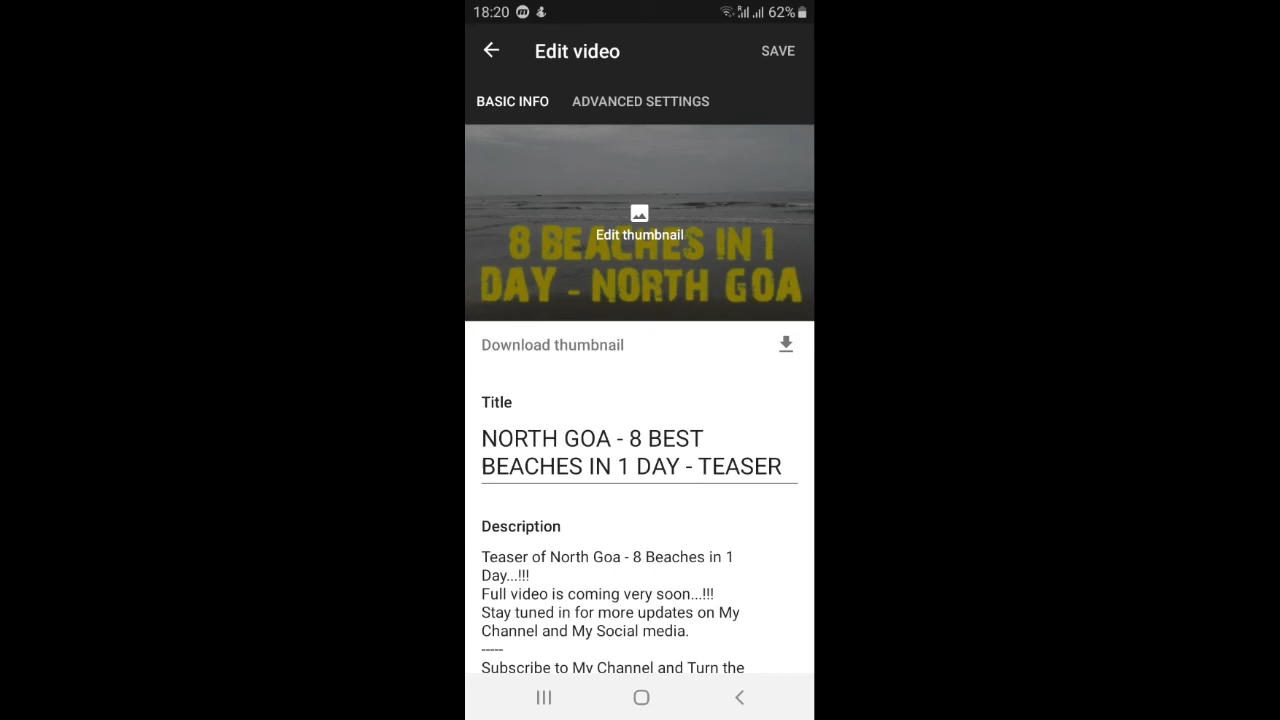 18:20 62%
Edit video SAVE
BASIC INFO ADVANCED SETTINGS
Edit thumbnail
8 BEACHES IN 1
DAY - NORTH GOA
Download thumbnail
Title
NORTH GOA - 8 BEST
BEACHES IN 1 DAY - TEASER
Description
Teaser of North Goa - 8 Beaches in 1
Day...!!!
Full video is coming very soon...!!!
Stay tuned in for more updates on My
Channel and My Social media.
-----
Subscribe to My Channel and Turn the